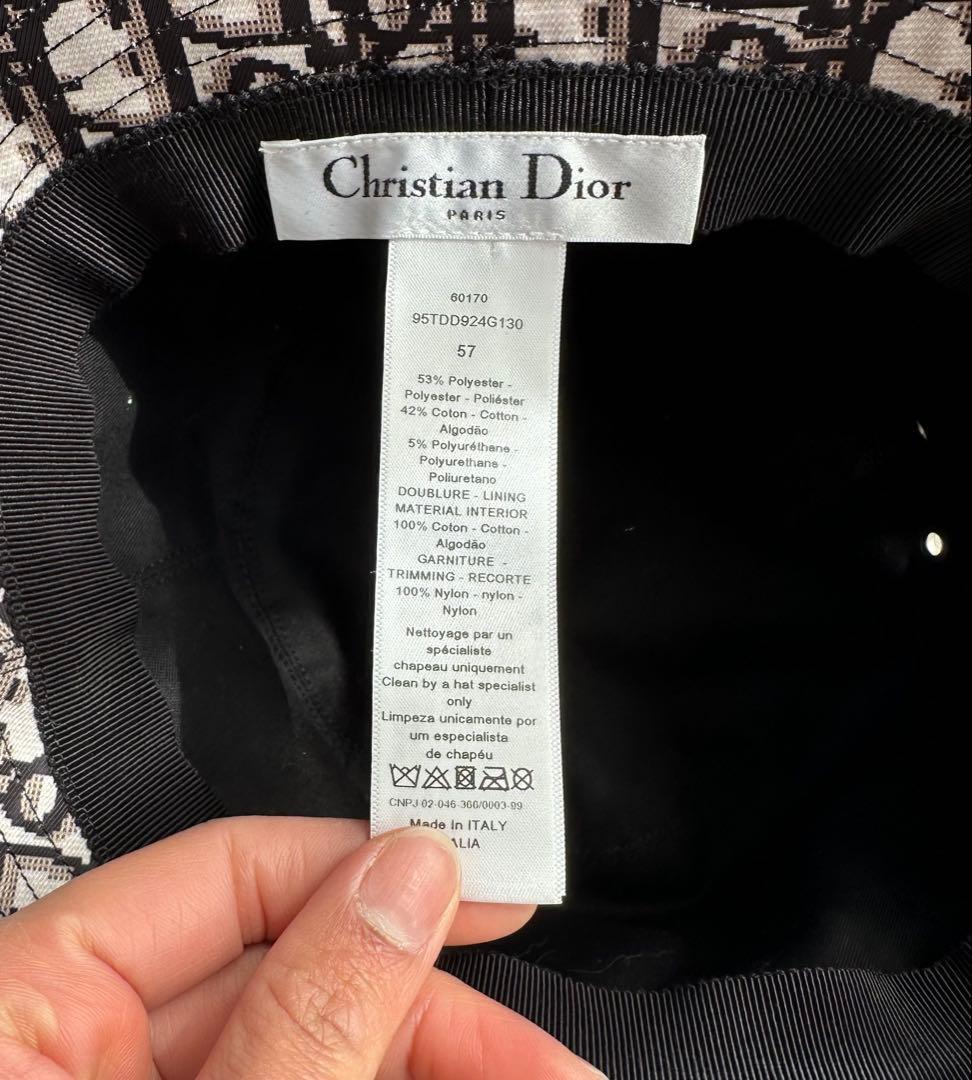 Christian Dior
PARIS
60170
95TDD924G130
57
53% Polyester -
Polyester - Poliéster
42% Coton - Cotton -
Algodão
5% Polyuréthane -
Polyurethane -
Poliuretano
DOUBLURE - LINING
MATERIAL INTERIOR
100% Coton - Cotton -
Algodão
GARNITURE -
TRIMMING - RECORTE
100% Nylon - nylon -
Nylon
Nettoyage par un
spécialiste
chapeau uniquement
Clean by a hat specialist
only
Limpeza unicamente por
um especialista
de chapéu
CNPJ 02-046-366/0003-99
Made In ITALY
ALIA